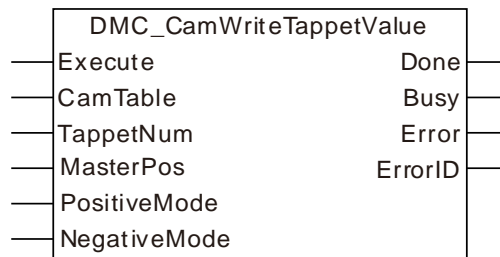 DMC_CamWriteTappetValue
Execute Done
CamTable Busy
TappetNum Error
MasterPos ErrorID
PositiveMode
NegativeMode